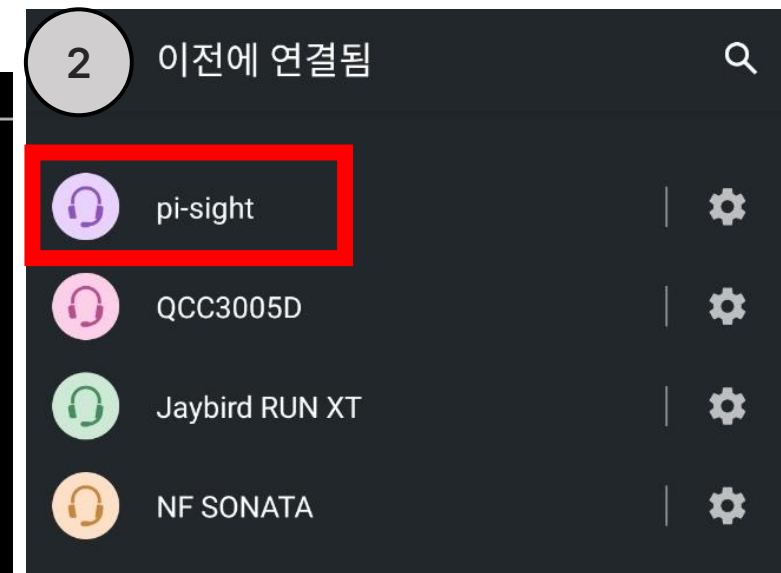 2
이전에 연결됨
pi-sight
QCC3005D
Jaybird RUN XT
NF SONATA